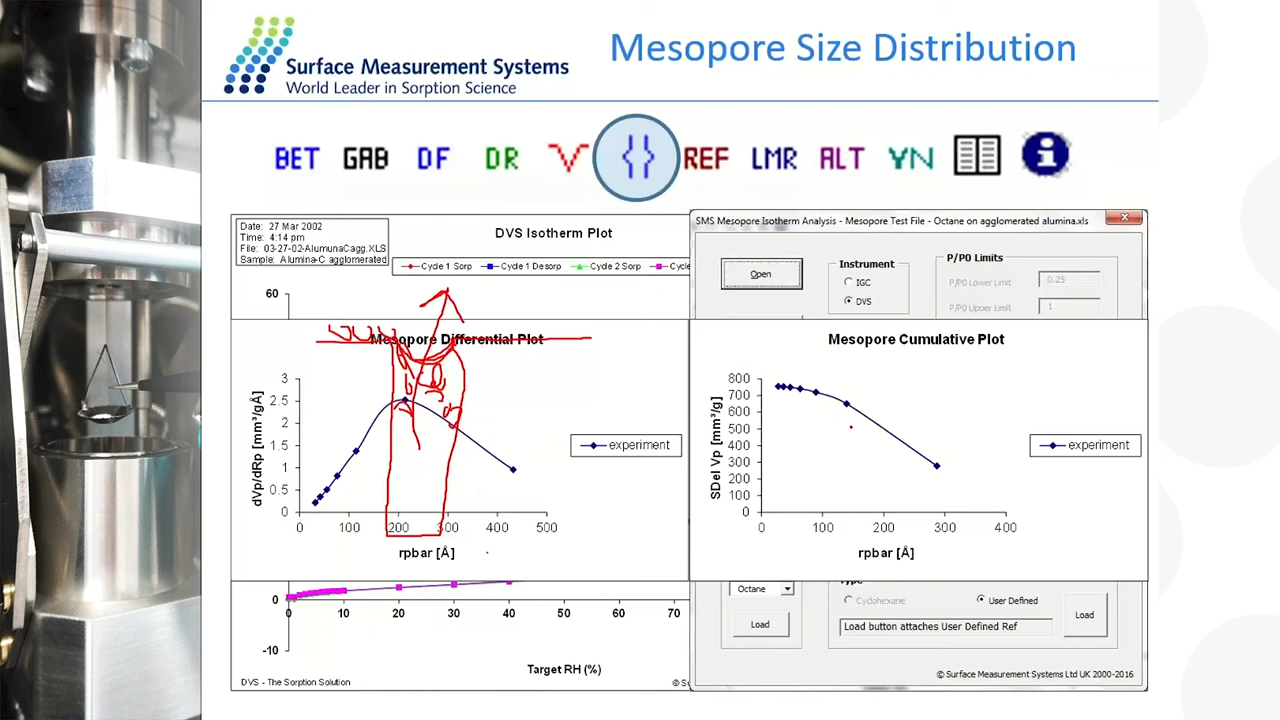 Surface Measurement Systems
World Leader in Sorption Science
Mesopore Size Distribution
BET GAB DF DR REF LMR ALT YN
Date: 27 Mar 2002
Time: 4:14 pm
File: 03-27-02-AlumunaCagg.XLS
Sample: Alumina-C agglomerated
DVS Isotherm Plot
Cycle 1 Sorp Cycle 1 Desorp Cycle 2 Sorp Cycle
60
SMS Mesopore Isotherm Analysis - Mesopore Test File - Octane on agglomerated alumina.xls
Open
Instrument
IGC
DVS
P/P0 Limits
P/P0 Lower Limit 0.25
P/P0 Upper Limit 1
Mesopore Differential Plot
dVp/dRp [mm³/gÅ]
3
2.5
2
1.5
1
0.5
0
0 100 200 300 400 500
rpbar [Å]
experiment
Mesopore Cumulative Plot
SDel Vp [mm³/g]
800
700
600
500
400
300
200
100
0
0 100 200 300 400
rpbar [Å]
experiment
0
-10
0 10 20 30 40 50 60 70
Target RH (%)
DVS - The Sorption Solution
© Su
Octane
Load
Type
Cyclohexane
User Defined
Load button attaches User Defined Ref
Load
© Surface Measurement Systems Ltd UK 2000-2016